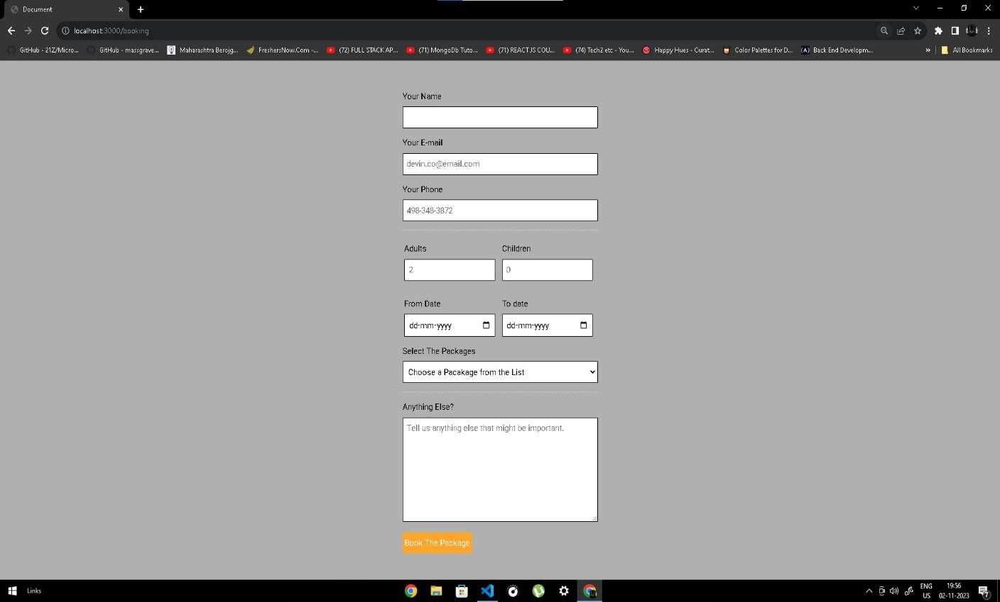 Document
localhost:3000/booking
GitHub - 21Z/Micro... GitHub - massgrave... Maharashtra Berojg... FreshersNow.Com -... (72) FULL STACK AP... (71) MongoDb Tuto... (71) REACT JS COU... (74) Tech2 etc - You... Happy Hues - Curat... Color Palettes for D... Back End Developm... » All Bookmarks
Your Name
Your E-mail
devin.co@email.com
Your Phone
498-348-3872
Adults Children
2 0
From Date To date
dd-mm-yyyy dd-mm-yyyy
Select The Packages
Choose a Pacakage from the List
Anything Else?
Tell us anything else that might be important.
Book The Package
Links
ENG 19:56
US 02-11-2023 7